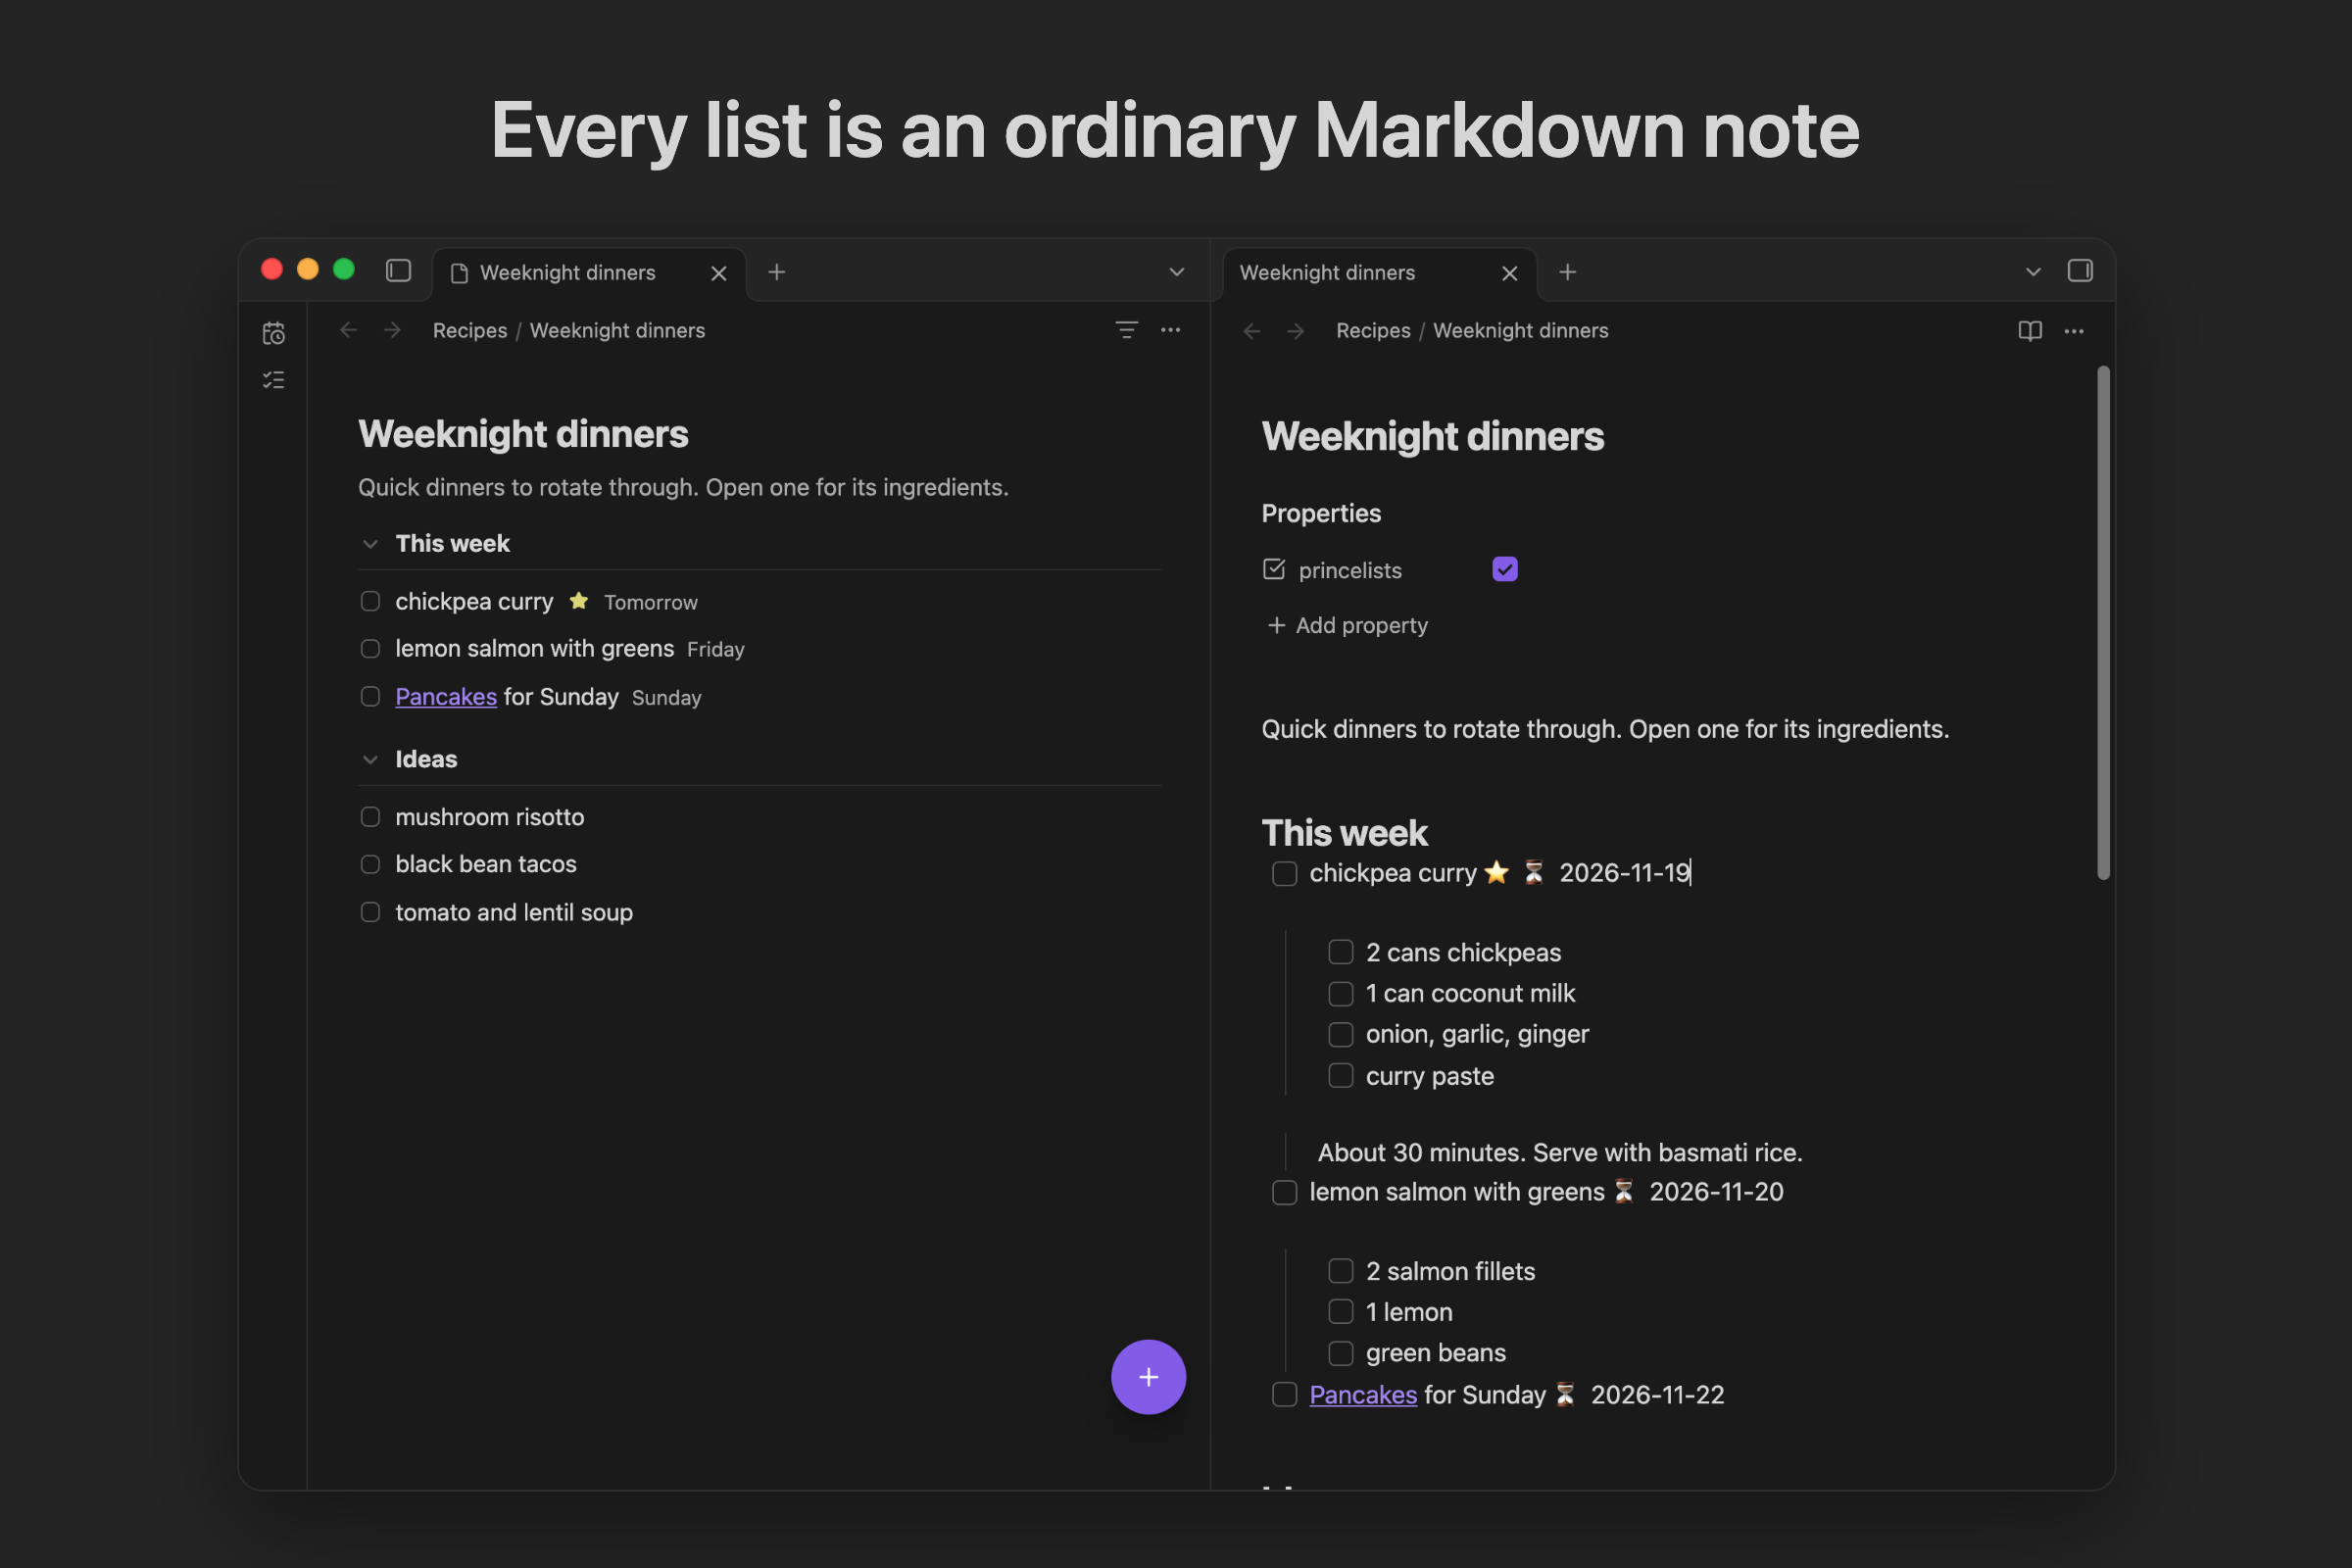 Every list is an ordinary Markdown note
Weeknight dinners
Recipes / Weeknight dinners
Weeknight dinners
Quick dinners to rotate through. Open one for its ingredients.
This week
chickpea curry ⭐ Tomorrow
lemon salmon with greens Friday
Pancakes for Sunday Sunday
Ideas
mushroom risotto
black bean tacos
tomato and lentil soup
Weeknight dinners
Recipes / Weeknight dinners
Weeknight dinners
Properties
princelists
Add property
Quick dinners to rotate through. Open one for its ingredients.
This week
chickpea curry ⭐ ⏳ 2026-11-19
2 cans chickpeas
1 can coconut milk
onion, garlic, ginger
curry paste
About 30 minutes. Serve with basmati rice.
lemon salmon with greens ⏳ 2026-11-20
2 salmon fillets
1 lemon
green beans
Pancakes for Sunday ⏳ 2026-11-22